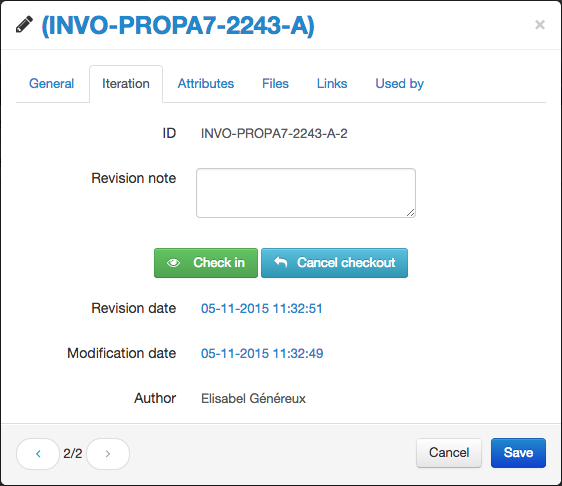 (INVO-PROPA7-2243-A)
×
General Iteration Attributes Files Links Used by
ID INVO-PROPA7-2243-A-2
Revision note
Check in Cancel checkout
Revision date 05-11-2015 11:32:51
Modification date 05-11-2015 11:32:49
Author Elisabel Généreux
2/2
Cancel Save